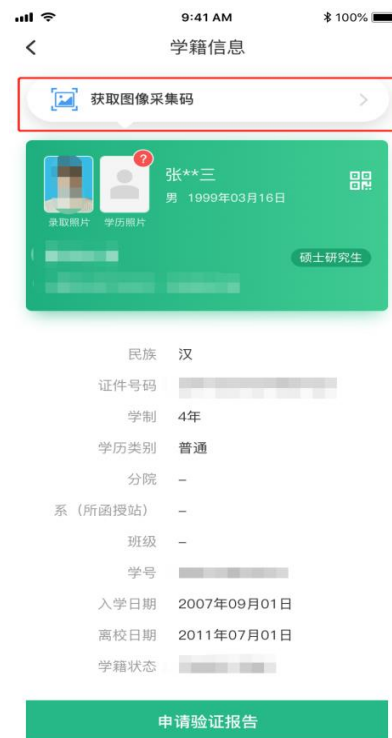 9:41 AM
100%
学籍信息
获取图像采集码
?
张**三
男 1999年03月16日
录取照片 学历照片
硕士研究生
民族 汉
证件号码
学制 4年
学历类别 普通
分院 –
系（所函授站） –
班级 –
学号
入学日期 2007年09月01日
离校日期 2011年07月01日
学籍状态
申请验证报告